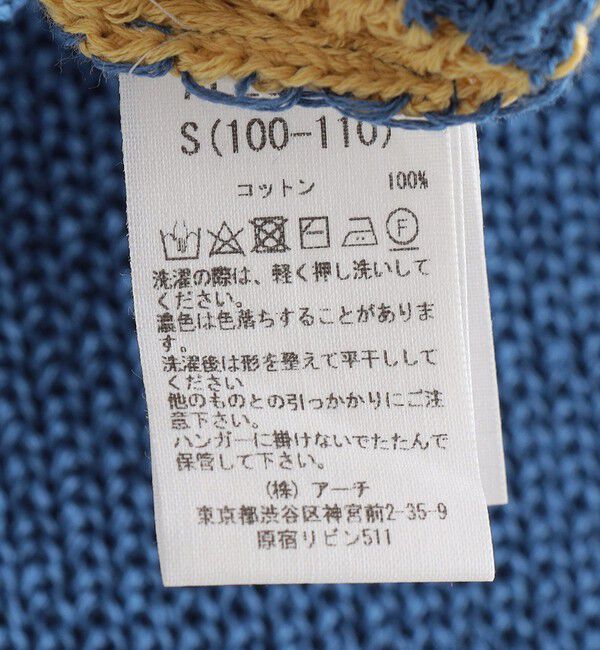 S(100-110)
コットン 100%
F
洗濯の際は、軽く押し洗いして
ください。
濃色は色落ちすることがありま
す。
洗濯後は形を整えて平干しして
ください
他のものとの引っかかりにご注
意下さい。
ハンガーに掛けないでたたんで
保管して下さい。
(株) アーチ
東京都渋谷区神宮前2-35-9
原宿リビン511